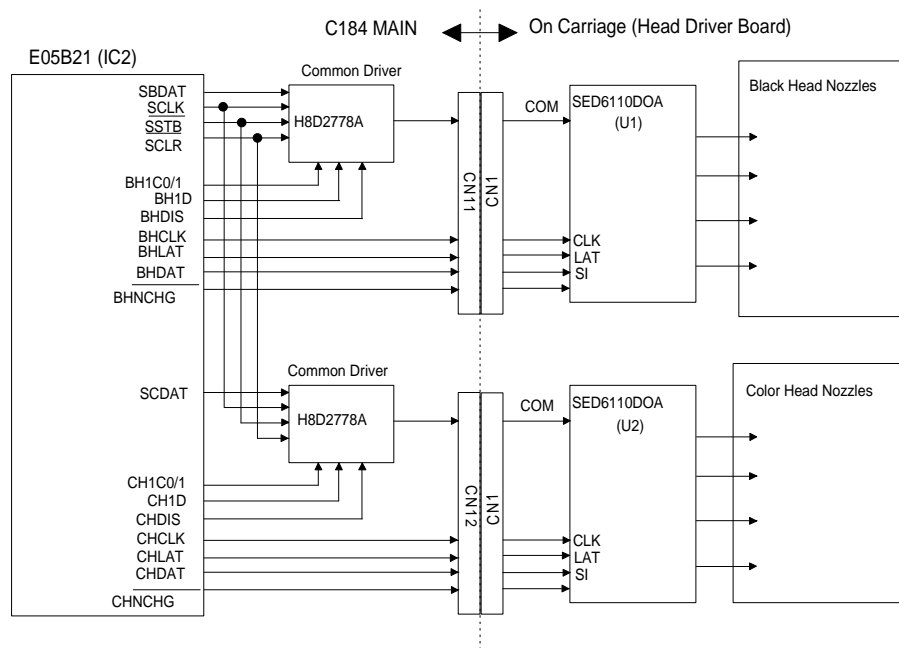 C184 MAIN
On Carriage (Head Driver Board)
E05B21 (IC2)
Common Driver
Black Head Nozzles
SBDAT
SCLK
SSTB
SCLR
H8D2778A
COM
SED6110DOA
(U1)
BH1C0/1
BH1D
BHDIS
BHCLK
BHLAT
BHDAT
BHNCHG
CN11
CN1
CLK
LAT
SI
Common Driver
Color Head Nozzles
SCDAT
H8D2778A
COM
SED6110DOA
(U2)
CH1C0/1
CH1D
CHDIS
CHCLK
CHLAT
CHDAT
CHNCHG
CN12
CN1
CLK
LAT
SI